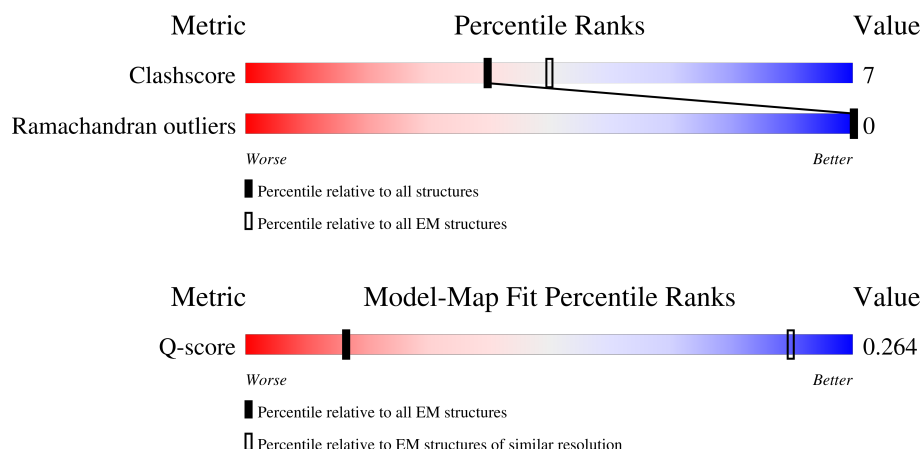 Metric Percentile Ranks Value
Clashscore 7
Ramachandran outliers 0
Worse Better
Percentile relative to all structures
Percentile relative to all EM structures
Metric Model-Map Fit Percentile Ranks Value
Q-score 0.264
Worse Better
Percentile relative to all EM structures
Percentile relative to EM structures of similar resolution